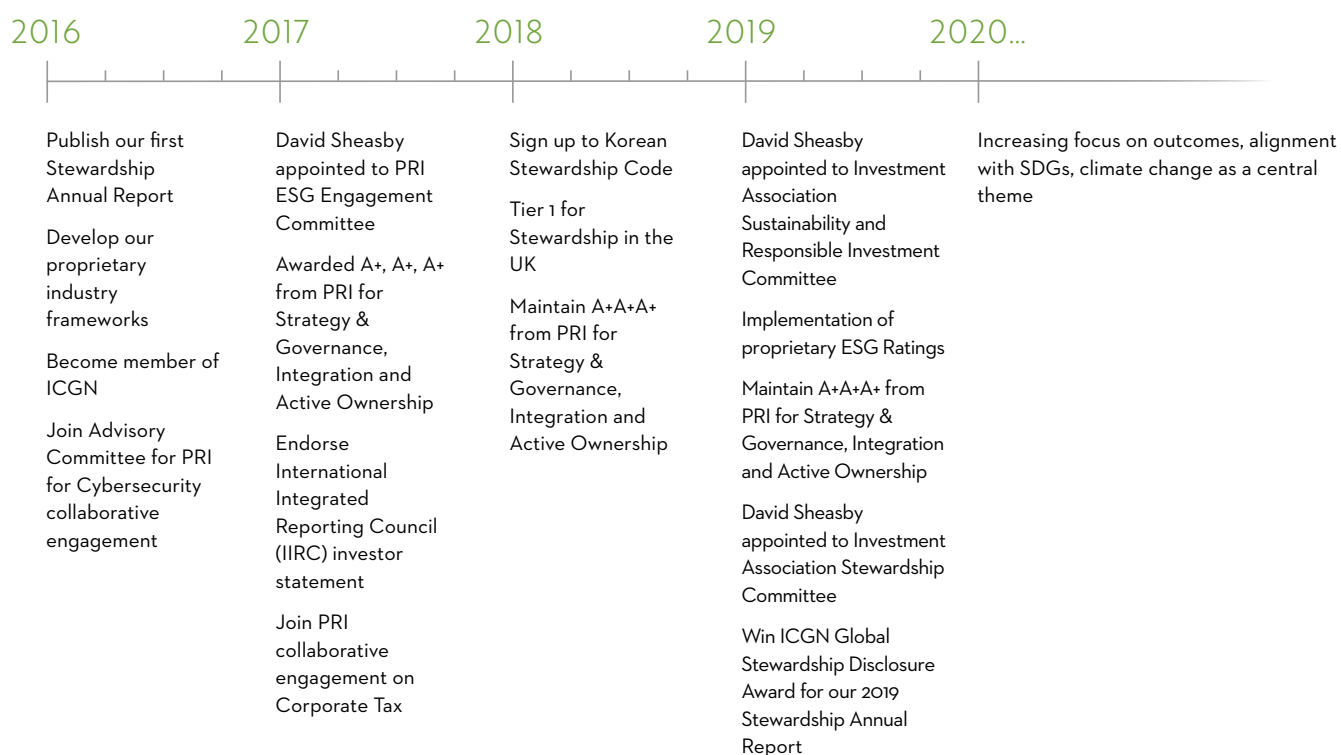 2016
2017
2018
2019
2020...
Publish our first
Stewardship
Annual Report
Develop our
proprietary
industry
frameworks
Become member of
ICGN
Join Advisory
Committee for PRI
for Cybersecurity
collaborative
engagement
David Sheasby
appointed to PRI
ESG Engagement
Committee
Awarded A+, A+, A+
from PRI for
Strategy &
Governance,
Integration and
Active Ownership
Endorse
International
Integrated
Reporting Council
(IIRC) investor
statement
Join PRI
collaborative
engagement on
Corporate Tax
Sign up to Korean
Stewardship Code
Tier 1 for
Stewardship in the
UK
Maintain A+A+A+
from PRI for
Strategy &
Governance,
Integration and
Active Ownership
David Sheasby
appointed to Investment
Association
Sustainability and
Responsible Investment
Committee
Implementation of
proprietary ESG Ratings
Maintain A+A+A+ from
PRI for Strategy &
Governance, Integration
and Active Ownership
David Sheasby
appointed to Investment
Association Stewardship
Committee
Win ICGN Global
Stewardship Disclosure
Award for our 2019
Stewardship Annual
Report
Increasing focus on outcomes, alignment
with SDGs, climate change as a central
theme